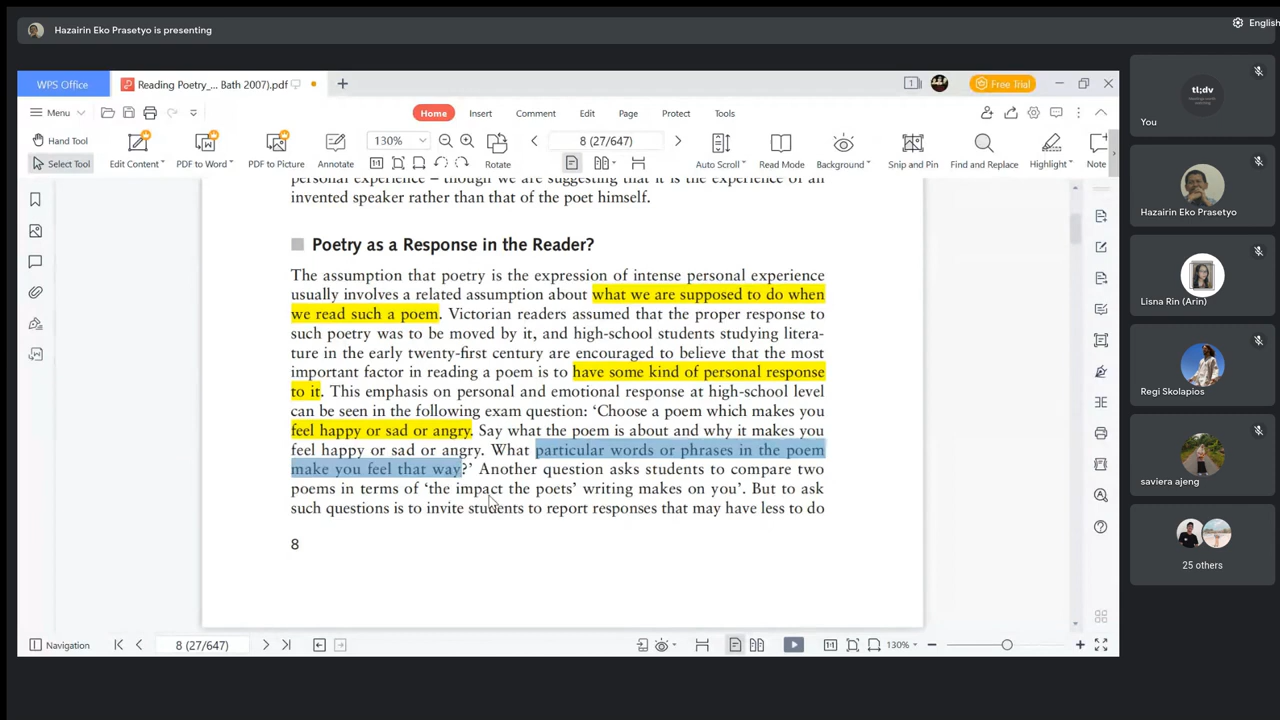 Hazairin Eko Prasetyo is presenting
English
WPS Office
Reading Poetry_... Bath 2007).pdf
Free Trial
Menu
Home
Insert
Comment
Edit
Page
Protect
Tools
Hand Tool
Select Tool
Edit Content
PDF to Word
PDF to Picture
Annotate
130%
Rotate
8 (27/647)
Auto Scroll
Read Mode
Background
Snip and Pin
Find and Replace
Highlight
Note
personal experience – though we are suggesting that it is the experience of an
invented speaker rather than that of the poet himself.
Poetry as a Response in the Reader?
The assumption that poetry is the expression of intense personal experience
usually involves a related assumption about what we are supposed to do when
we read such a poem. Victorian readers assumed that the proper response to
such poetry was to be moved by it, and high-school students studying litera-
ture in the early twenty-first century are encouraged to believe that the most
important factor in reading a poem is to have some kind of personal response
to it. This emphasis on personal and emotional response at high-school level
can be seen in the following exam question: ‘Choose a poem which makes you
feel happy or sad or angry. Say what the poem is about and why it makes you
feel happy or sad or angry. What particular words or phrases in the poem
make you feel that way?’ Another question asks students to compare two
poems in terms of ‘the impact the poets’ writing makes on you’. But to ask
such questions is to invite students to report responses that may have less to do
8
Navigation
8 (27/647)
130%
tl;dv
You
Hazairin Eko Prasetyo
Lisna Rin (Arin)
Regi Skolapios
saviera ajeng
25 others